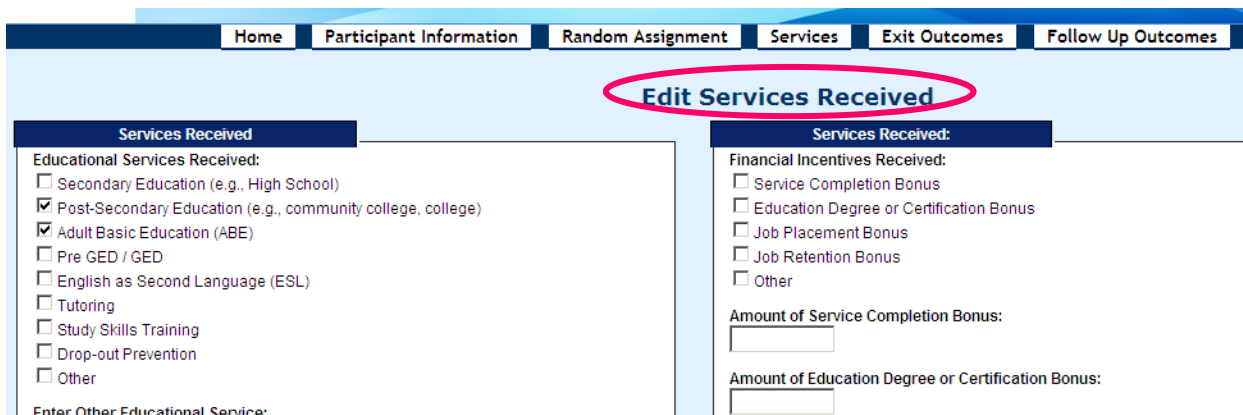 Home Participant Information Random Assignment Services Exit Outcomes Follow Up Outcomes
Edit Services Received
Services Received
Educational Services Received:
Secondary Education (e.g., High School)
Post-Secondary Education (e.g., community college, college)
Adult Basic Education (ABE)
Pre GED / GED
English as Second Language (ESL)
Tutoring
Study Skills Training
Drop-out Prevention
Other
Enter Other Educational Service:
Services Received:
Financial Incentives Received:
Service Completion Bonus
Education Degree or Certification Bonus
Job Placement Bonus
Job Retention Bonus
Other
Amount of Service Completion Bonus:
Amount of Education Degree or Certification Bonus: